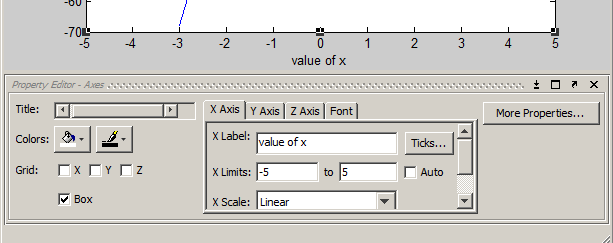 -60
-70
-5 -4 -3 -2 -1 0 1 2 3 4 5
value of x
Property Editor - Axes
Title:
X Axis Y Axis Z Axis Font
More Properties...
Colors:
X Label: value of x Ticks...
Grid: X Y Z
X Limits: -5 to 5 Auto
Box
X Scale: Linear